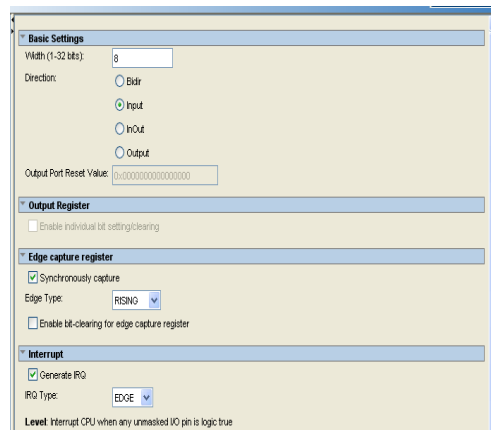 Basic Settings
Width (1-32 bits): 8
Direction: Bidir
Input
InOut
Output
Output Port Reset Value: 0x0000000000000000
Output Register
Enable individual bit setting/clearing
Edge capture register
Synchronously capture
Edge Type: RISING
Enable bit-clearing for edge capture register
Interrupt
Generate IRQ
IRQ Type: EDGE
Level: Interrupt CPU when any unmasked I/O pin is logic true